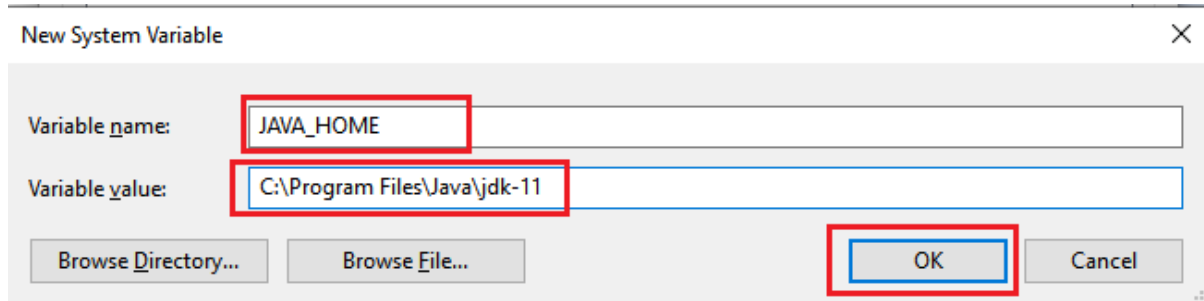 New System Variable
Variable name: JAVA_HOME
Variable value: C:\Program Files\Java\jdk-11
Browse Directory... Browse File... OK Cancel